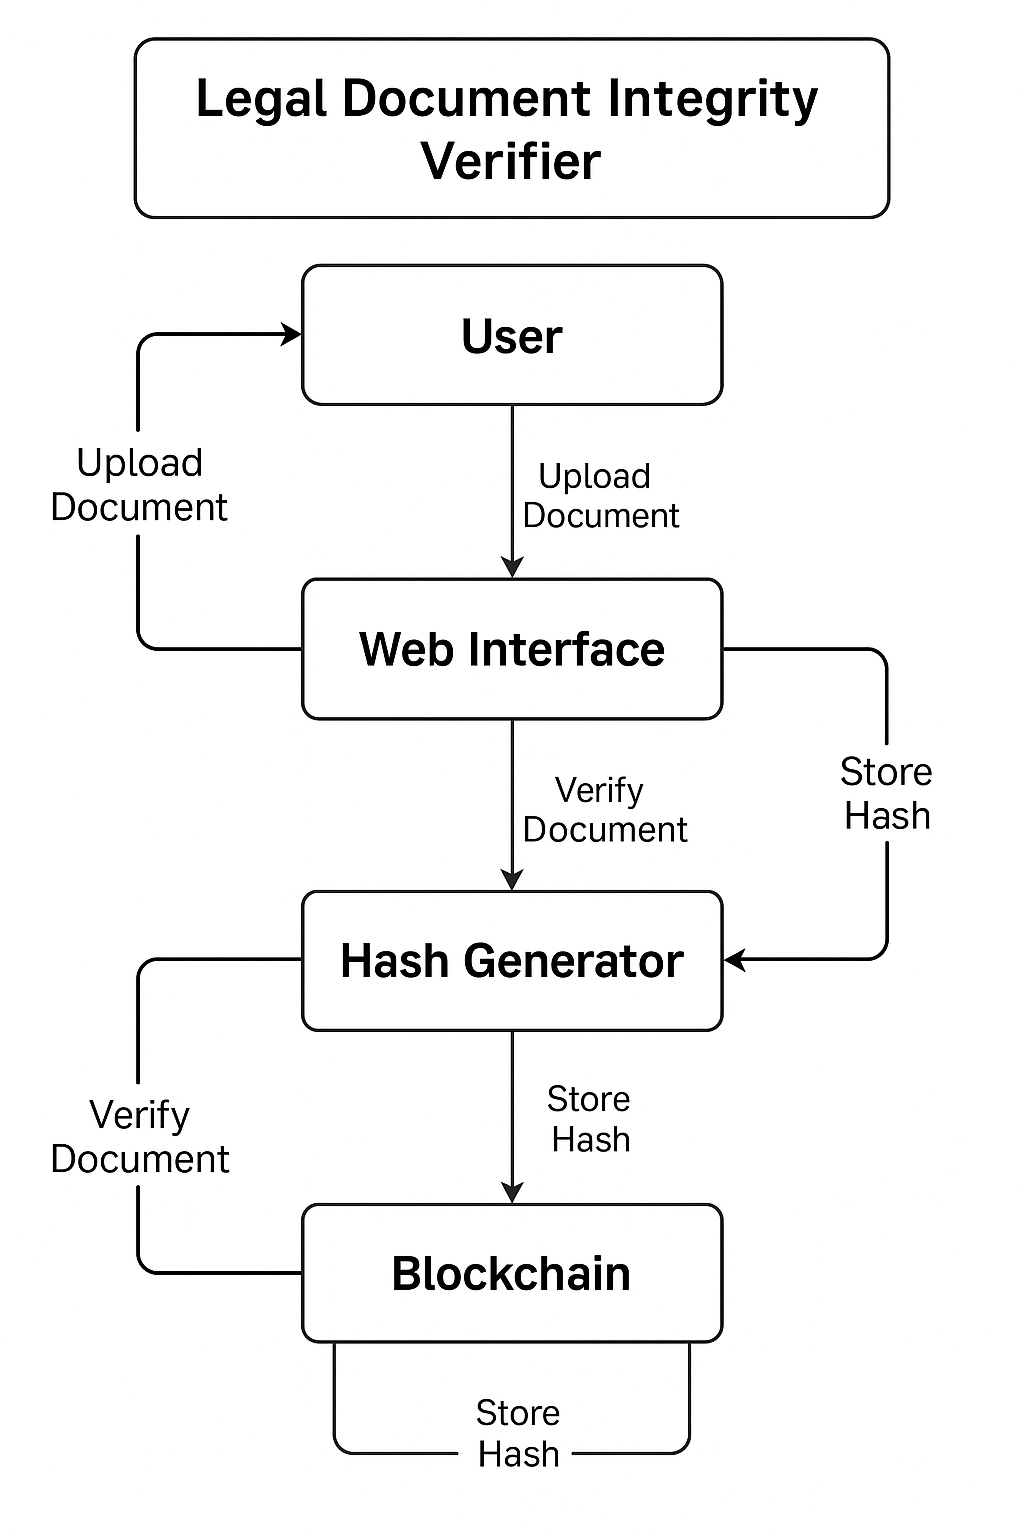 Legal Document Integrity
Verifier
User
Upload
Document
Upload
Document
Web Interface
Verify
Document
Store
Hash
Hash Generator
Verify
Document
Store
Hash
Blockchain
Store
Hash